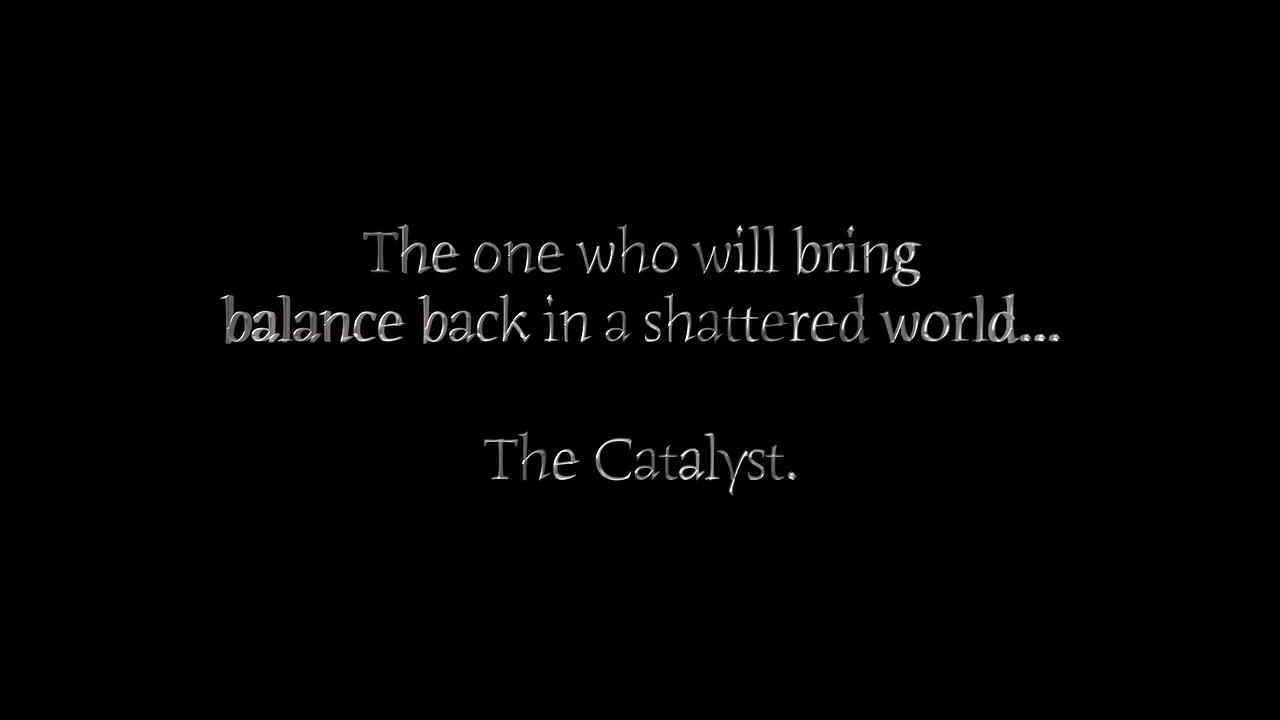 The one who will bring
balance back in a shattered world...
The Catalyst.